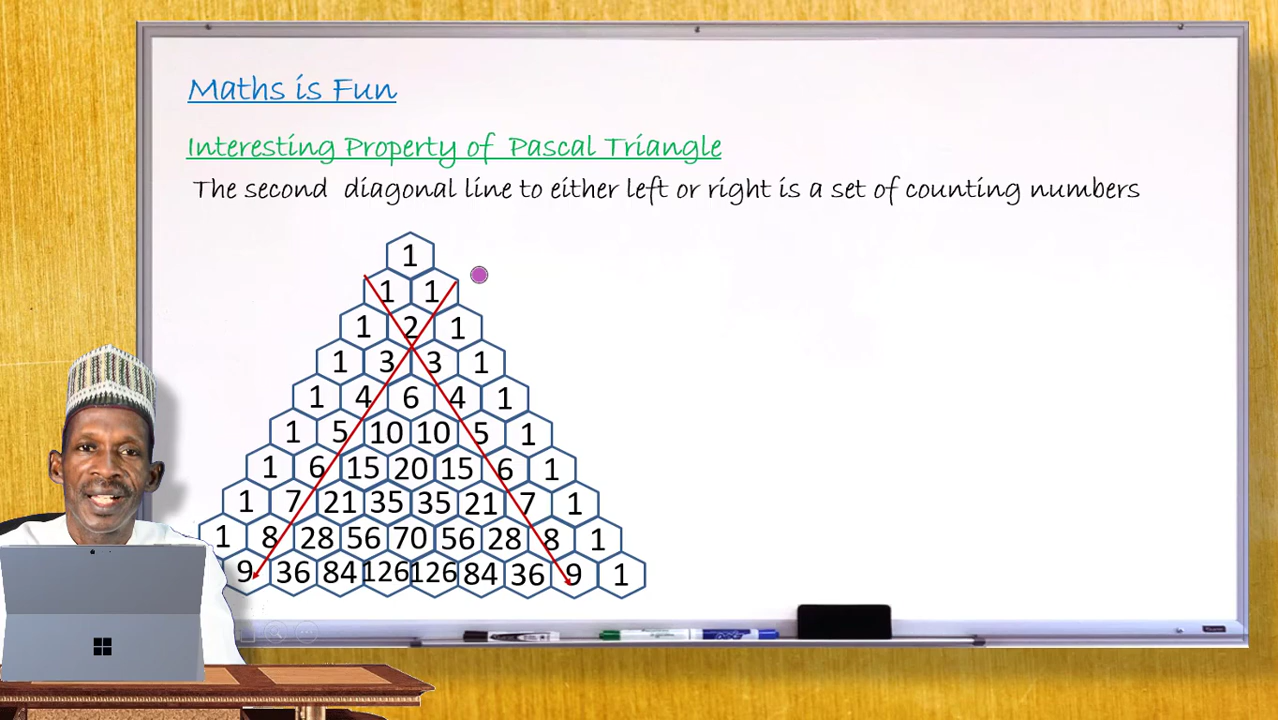 Maths is Fun
Interesting Property of Pascal Triangle
The second diagonal line to either left or right is a set of counting numbers
1
1 1
1 2 1
1 3 3 1
1 4 6 4 1
1 5 10 10 5 1
1 6 15 20 15 6 1
1 7 21 35 35 21 7 1
1 8 28 56 70 56 28 8 1
9 36 84 126 126 84 36 9 1